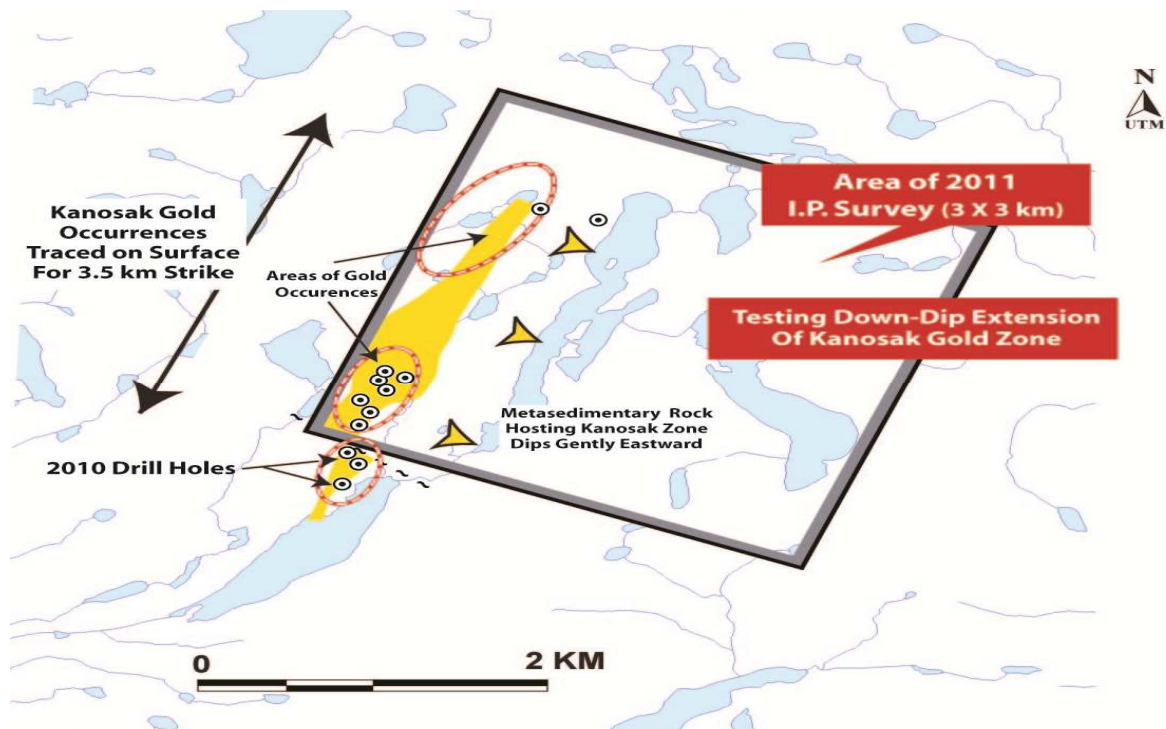 N
UTM
Area of 2011
I.P. Survey (3 X 3 km)
Kanosak Gold
Occurrences
Traced on Surface
For 3.5 km Strike
Areas of Gold
Occurences
Testing Down-Dip Extension
Of Kanosak Gold Zone
Metasedimentary Rock
Hosting Kanosak Zone
Dips Gently Eastward
2010 Drill Holes
0
2 KM